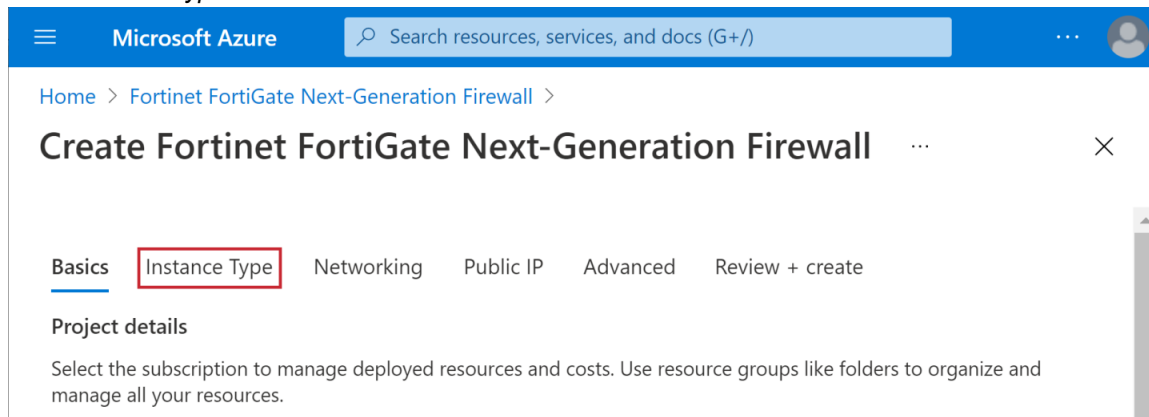 Microsoft Azure
Search resources, services, and docs (G+/)
...
Home > Fortinet FortiGate Next-Generation Firewall >
Create Fortinet FortiGate Next-Generation Firewall ...
Basics Instance Type Networking Public IP Advanced Review + create
Project details
Select the subscription to manage deployed resources and costs. Use resource groups like folders to organize and
manage all your resources.